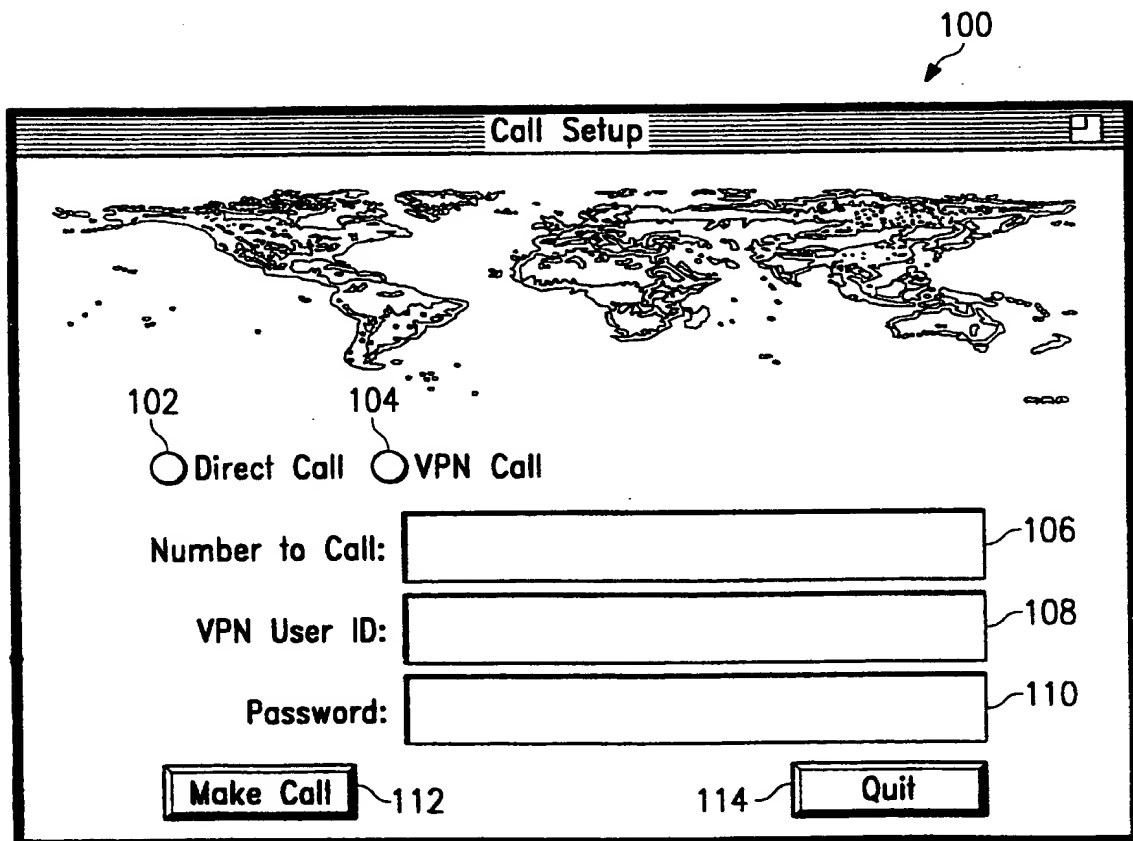 100
Call Setup
102
104
Direct Call
VPN Call
Number to Call:
106
VPN User ID:
108
Password:
110
Make Call
112
114
Quit